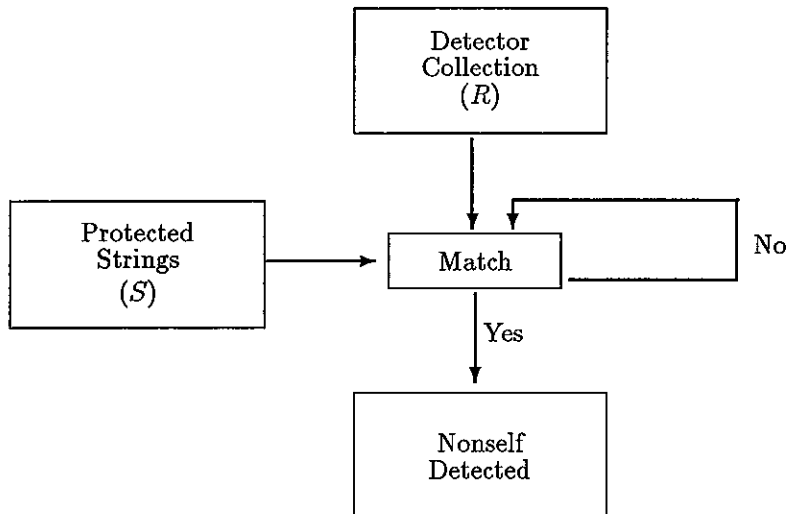 Detector
Collection
(R)
Protected
Strings
(S)
Match
No
Yes
Nonself
Detected